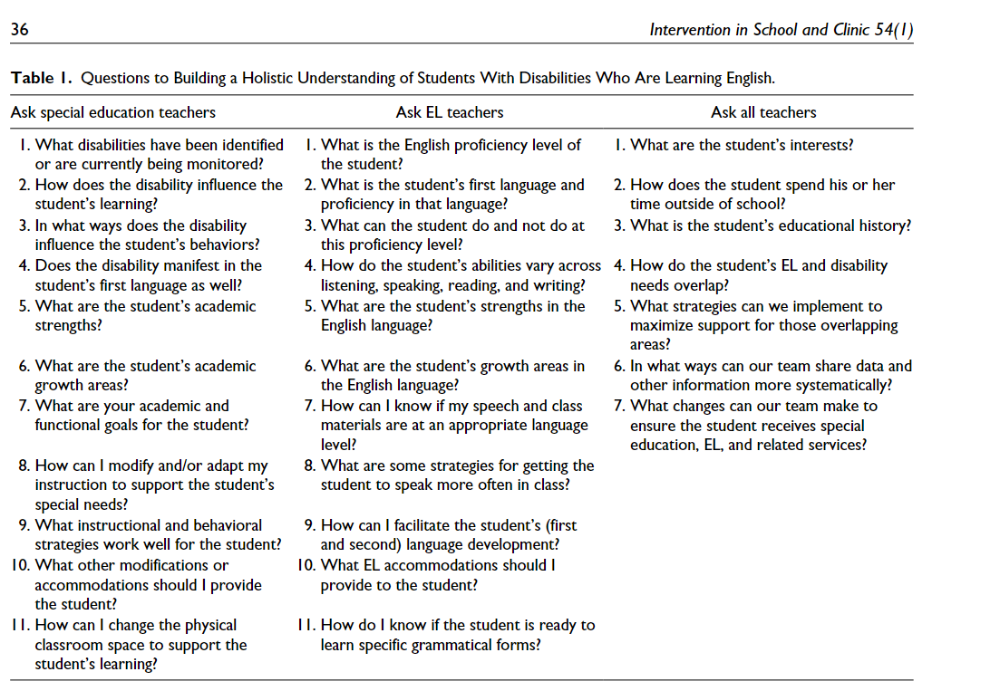 36
Intervention in School and Clinic 54(1)
Table 1. Questions to Building a Holistic Understanding of Students With Disabilities Who Are Learning English.
Ask special education teachers
1. What disabilities have been identified
or are currently being monitored?
2. How does the disability influence the
student's learning?
3. In what ways does the disability
influence the student's behaviors?
4. Does the disability manifest in the
student's first language as well?
5. What are the student's academic
strengths?
6. What are the student's academic
growth areas?
7. What are your academic and
functional goals for the student?
8. How can I modify and/or adapt my
instruction to support the student's
special needs?
9. What instructional and behavioral
strategies work well for the student?
10. What other modifications or
accommodations should I provide
the student?
11. How can I change the physical
classroom space to support the
student's learning?
Ask EL teachers
1. What is the English proficiency level of
the student?
2. What is the student's first language and
proficiency in that language?
3. What can the student do and not do at
this proficiency level?
4. How do the student's abilities vary across
listening, speaking, reading, and writing?
5. What are the student's strengths in the
English language?
6. What are the student's growth areas in
the English language?
7. How can I know if my speech and class
materials are at an appropriate language
level?
8. What are some strategies for getting the
student to speak more often in class?
9. How can I facilitate the student's (first
and second) language development?
10. What EL accommodations should I
provide to the student?
11. How do I know if the student is ready to
learn specific grammatical forms?
Ask all teachers
1. What are the student's interests?
2. How does the student spend his or her
time outside of school?
3. What is the student's educational history?
4. How do the student's EL and disability
needs overlap?
5. What strategies can we implement to
maximize support for those overlapping
areas?
6. In what ways can our team share data and
other information more systematically?
7. What changes can our team make to
ensure the student receives special
education, EL, and related services?